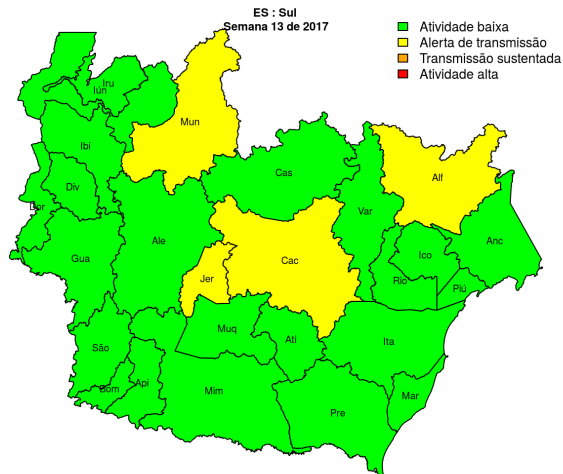 ES : Sul
Semana 13 de 2017
Atividade baixa
Alerta de transmissão
Transmissão sustentada
Atividade alta
Iru
Iún
Mun
Ibi
Cas
Alf
Div
Dor
Var
Ale
Anc
Gua
Ico
Cac
Jer
Rio
Piú
Muq
Ati
Ita
São
Bom
Api
Mim
Mar
Pre